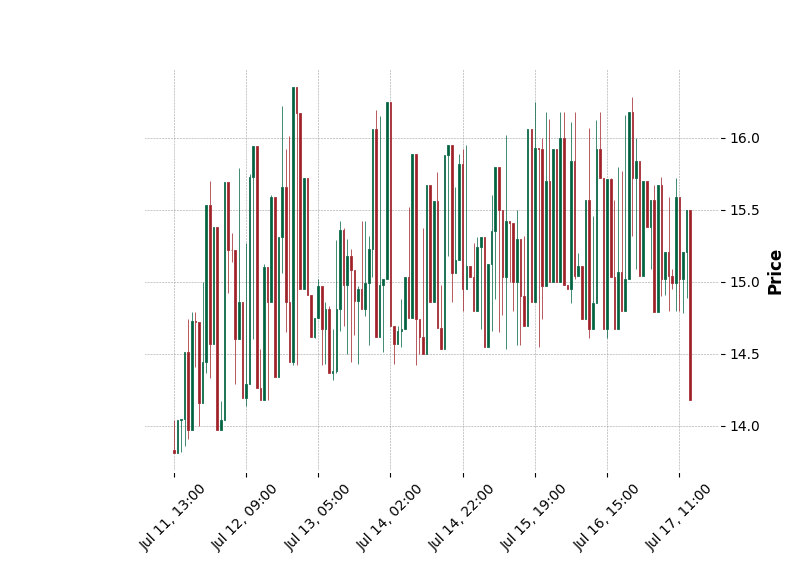 16.0
15.5
15.0
14.5
14.0
Price
Jul 11, 13:00
Jul 12, 09:00
Jul 13, 05:00
Jul 14, 02:00
Jul 14, 22:00
Jul 15, 19:00
Jul 16, 15:00
Jul 17, 11:00